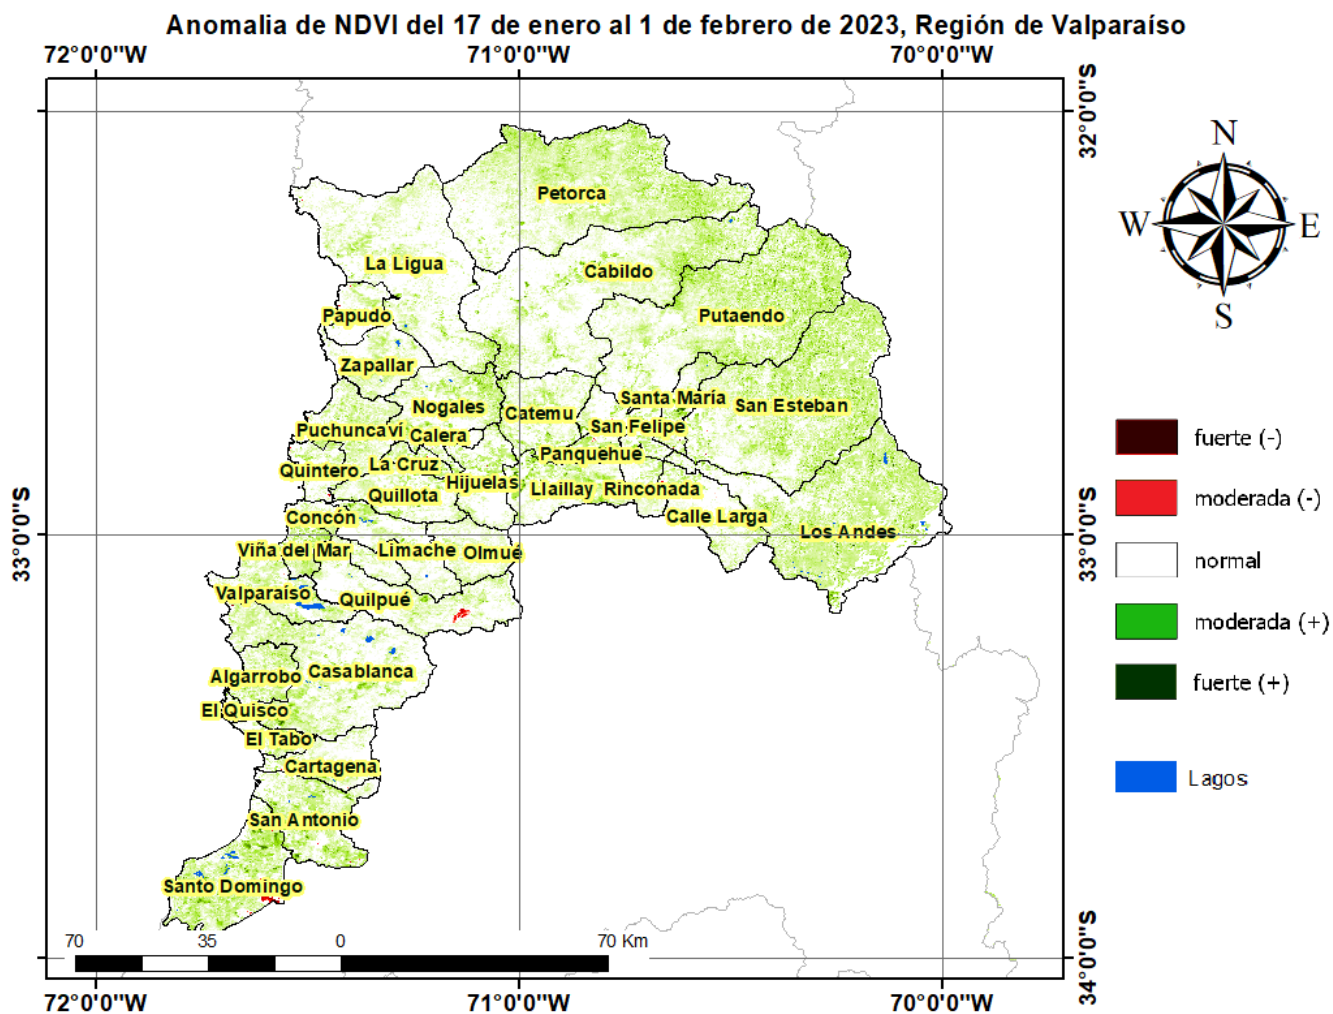 Anomalia de NDVI del 17 de enero al 1 de febrero de 2023, Región de Valparaíso
72°0'0"W 71°0'0"W 70°0'0"W
32°0'0"S
N
W E
S
Petorca
La Ligua
Cabildo
Papudo
Putaendo
Zapallar
Santa María
Nogales
San Esteban
Catemu
Puchuncaví
Calera
San Felipe
Panquehue
La Cruz
Quintero
Hijuelas
Quillota
Llaillay
Rinconada
Concón
Calle Larga
Los Andes
Viña del Mar
Limache
Olmué
Valparaíso
Quilpué
Casablanca
Algarrobo
El Quisco
El Tabo
Cartagena
San Antonio
Santo Domingo
fuerte (-)
moderada (-)
normal
moderada (+)
fuerte (+)
Lagos
33°0'0"S
33°0'0"S
34°0'0"S
70 35 0 70 Km
72°0'0"W 71°0'0"W 70°0'0"W